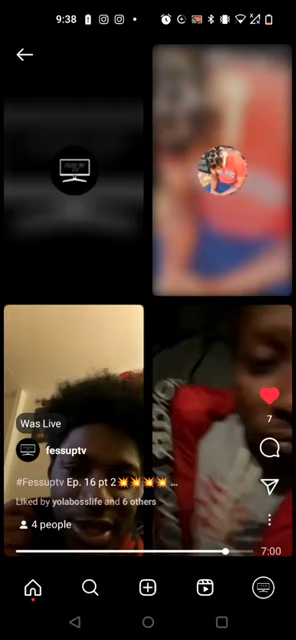 9:38
Was Live
fessuptv
#Fessuptv Ep. 16 pt 2💥💥💥💥 ...
Liked by yolabosslife and 6 others
4 people
7
7:00